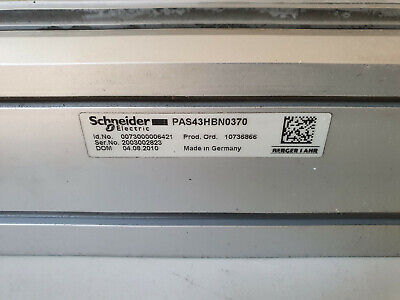 Schneider Electric PAS43HBN0370
Id.No. 0073000006421 Prod. Ord. 10736866
Ser.No. 2003002823
DOM 04.08.2010 Made in Germany
BERGER LAHR